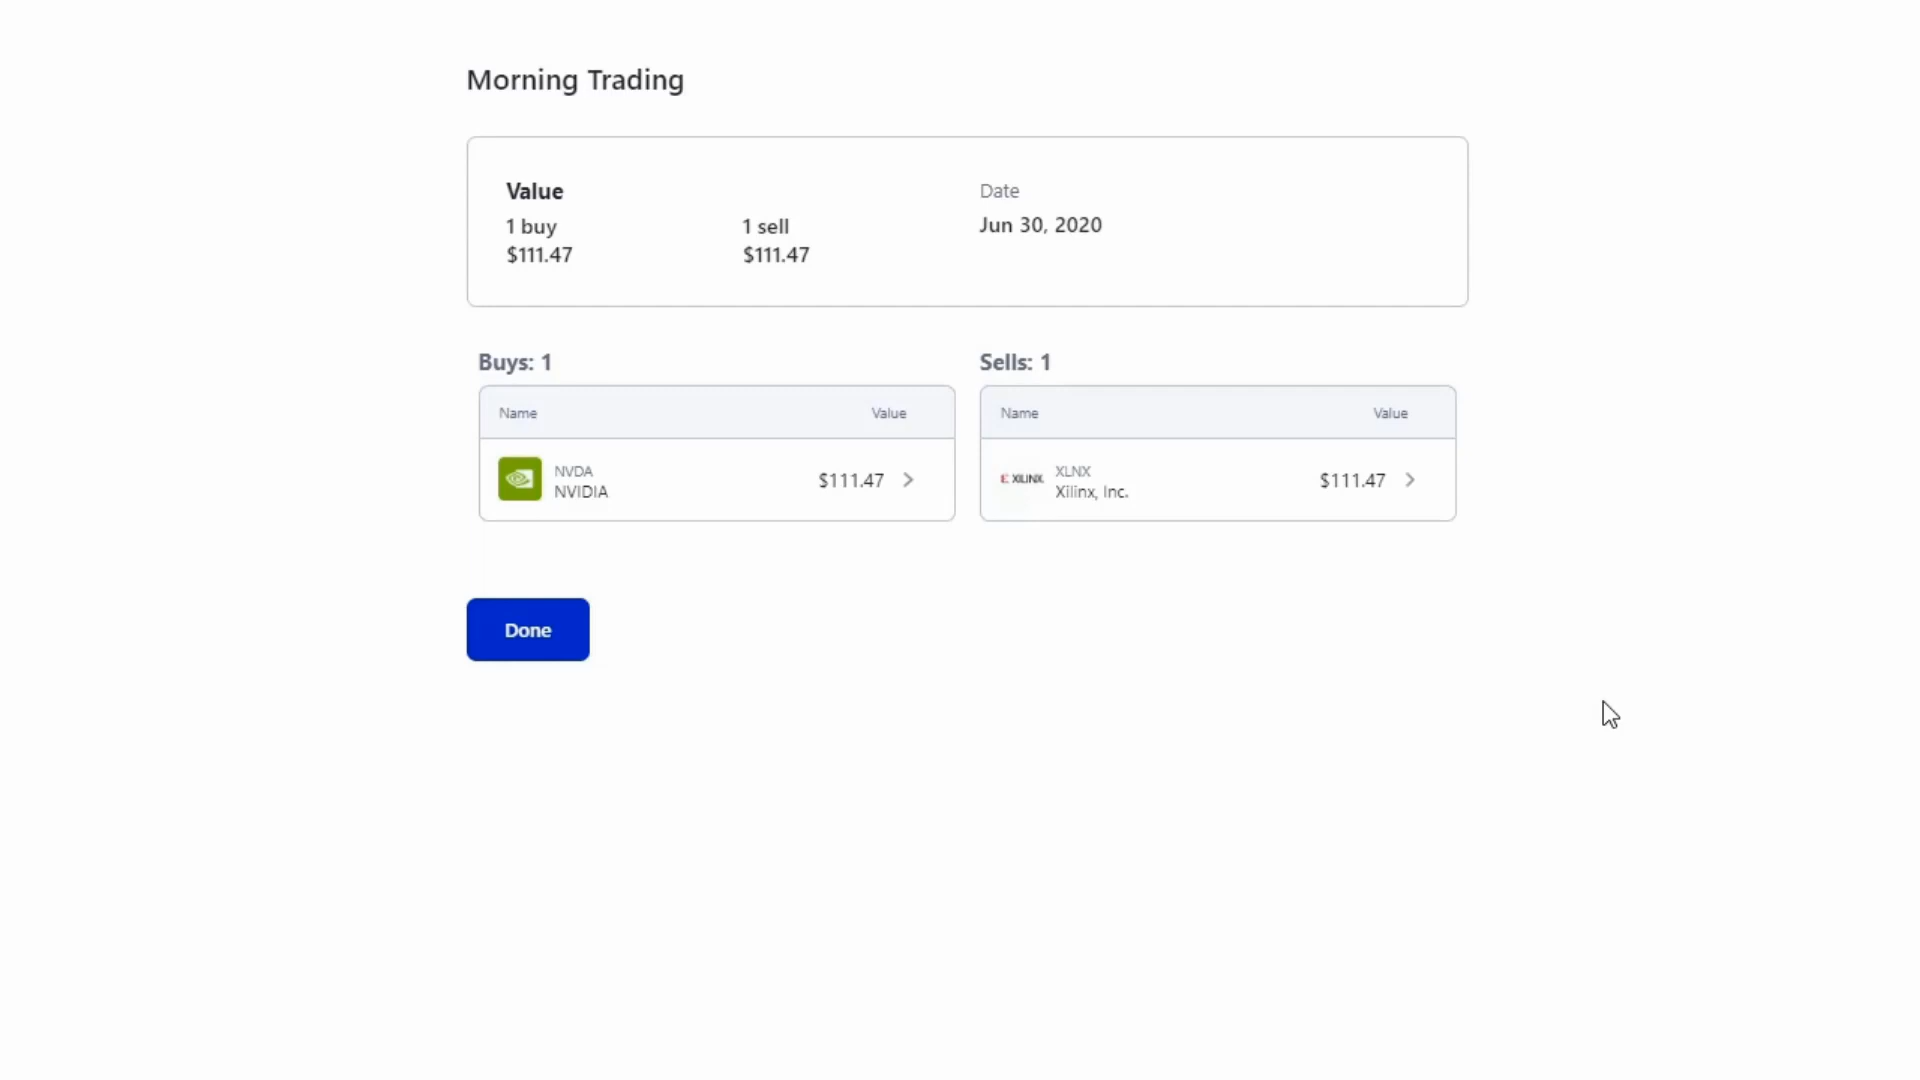 Morning Trading
Value
Date
1 buy
1 sell
Jun 30, 2020
$111.47
$111.47
Buys: 1
Sells: 1
Name
Value
Name
Value
NVDA
NVIDIA
$111.47
XILINX
XLNX
Xilinx, Inc.
$111.47
Done